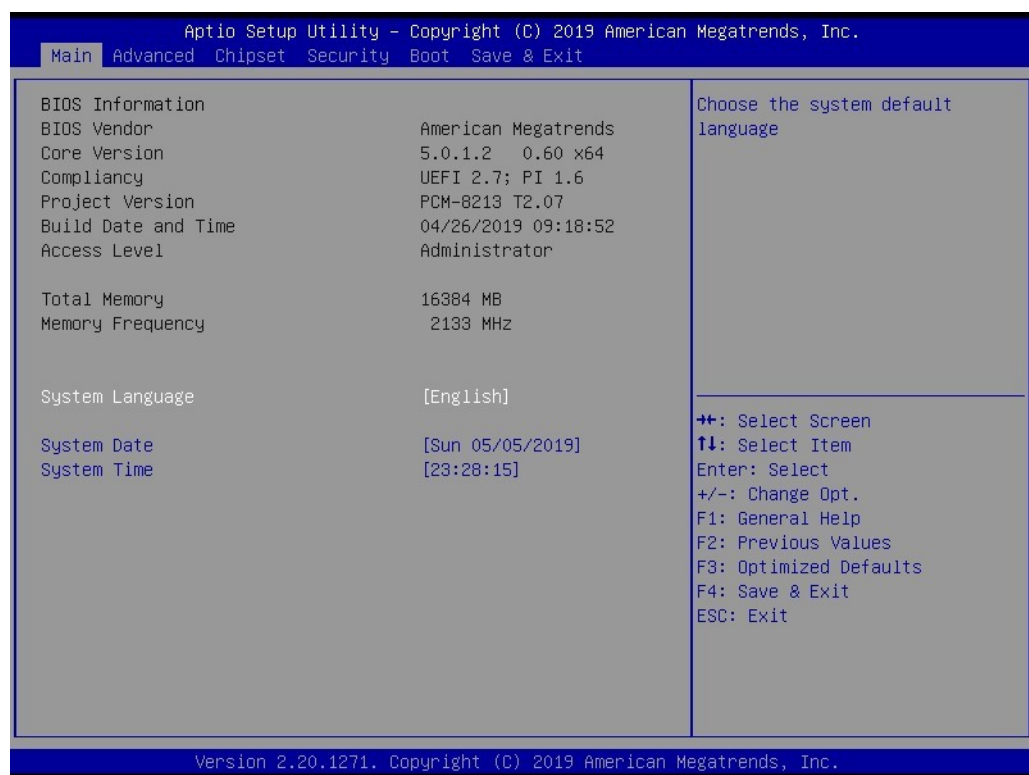 Aptio Setup Utility – Copyright (C) 2019 American Megatrends, Inc.
Main Advanced Chipset Security Boot Save & Exit
BIOS Information
BIOS Vendor American Megatrends
Core Version 5.0.1.2 0.60 x64
Compliancy UEFI 2.7; PI 1.6
Project Version PCM-8213 T2.07
Build Date and Time 04/26/2019 09:18:52
Access Level Administrator
Total Memory 16384 MB
Memory Frequency 2133 MHz
System Language [English]
System Date [Sun 05/05/2019]
System Time [23:28:15]
Choose the system default
language
→←: Select Screen
↑↓: Select Item
Enter: Select
+/-: Change Opt.
F1: General Help
F2: Previous Values
F3: Optimized Defaults
F4: Save & Exit
ESC: Exit
Version 2.20.1271. Copyright (C) 2019 American Megatrends, Inc.